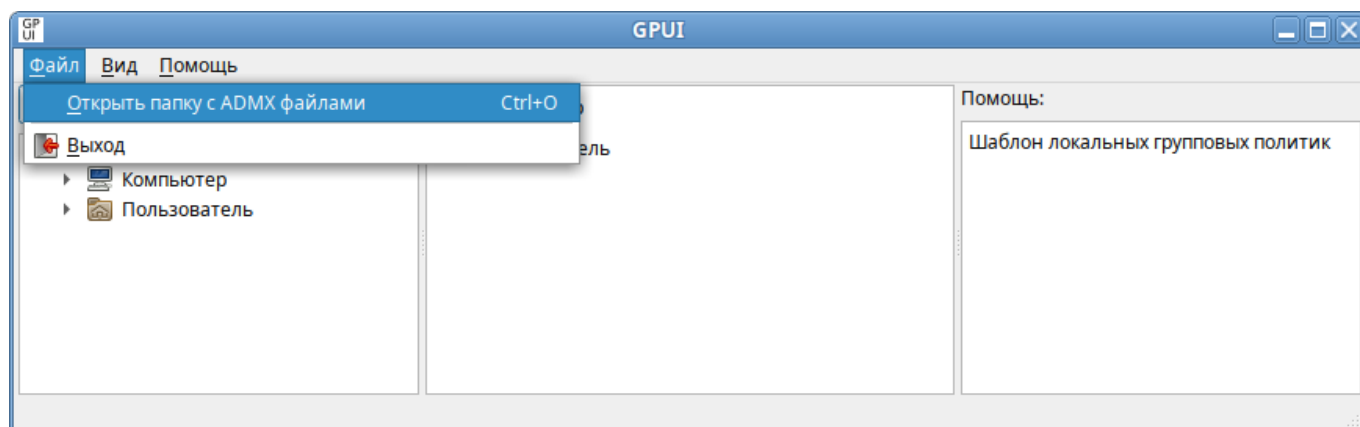 GP
UI
GPUI
Файл Вид Помощь
Открыть папку с ADMX файлами Ctrl+O
Выход
Компьютер
Пользователь
Помощь:
Шаблон локальных групповых политик